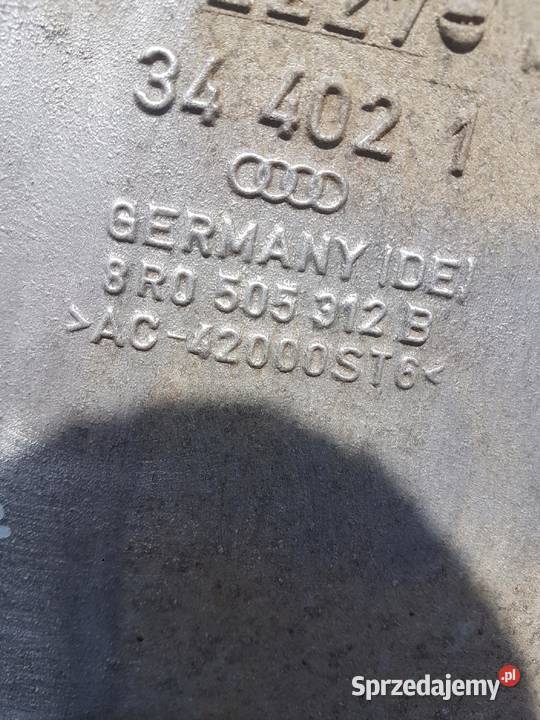 34 402 1
GERMANY (DE)
8R0 505 312 B
>AC-42000ST6<
Sprzedajemy.pl